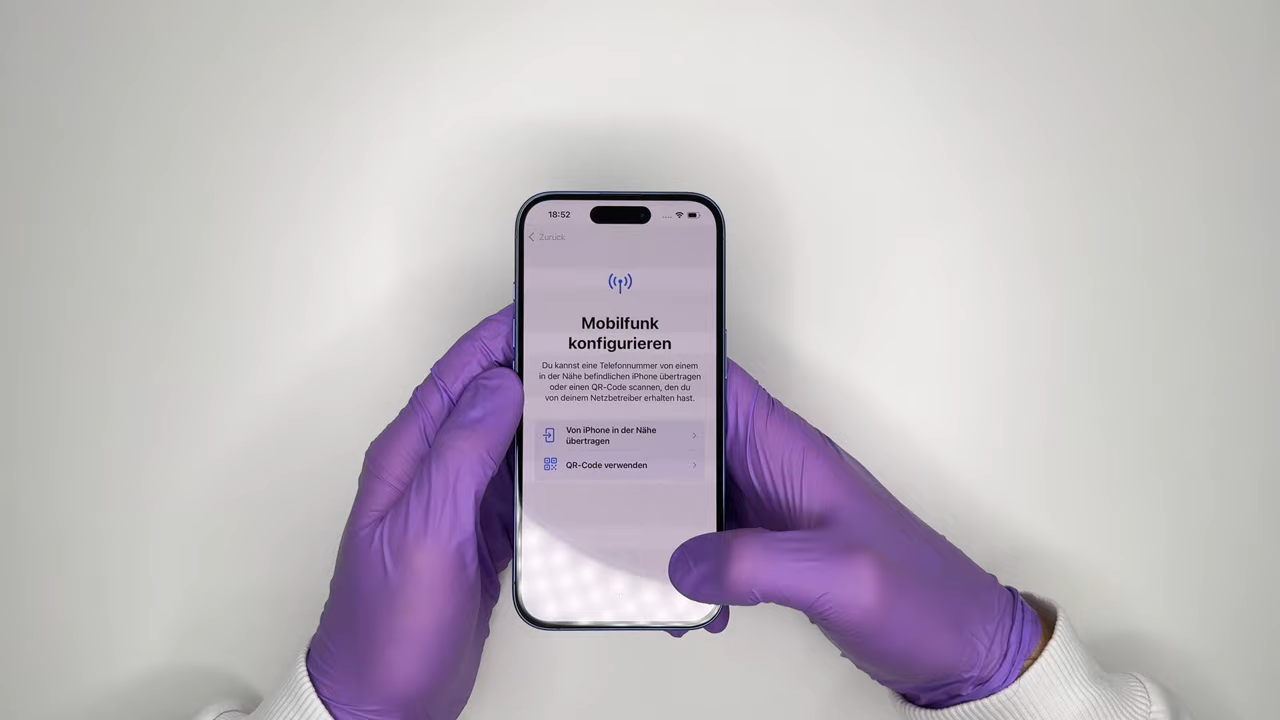 18:52
Zurück
Mobilfunk
konfigurieren
Du kannst eine Telefonnummer von einem
in der Nähe befindlichen iPhone übertragen
oder einen QR-Code scannen, den du
von deinem Netzbetreiber erhalten hast.
Von iPhone in der Nähe
übertragen
QR-Code verwenden